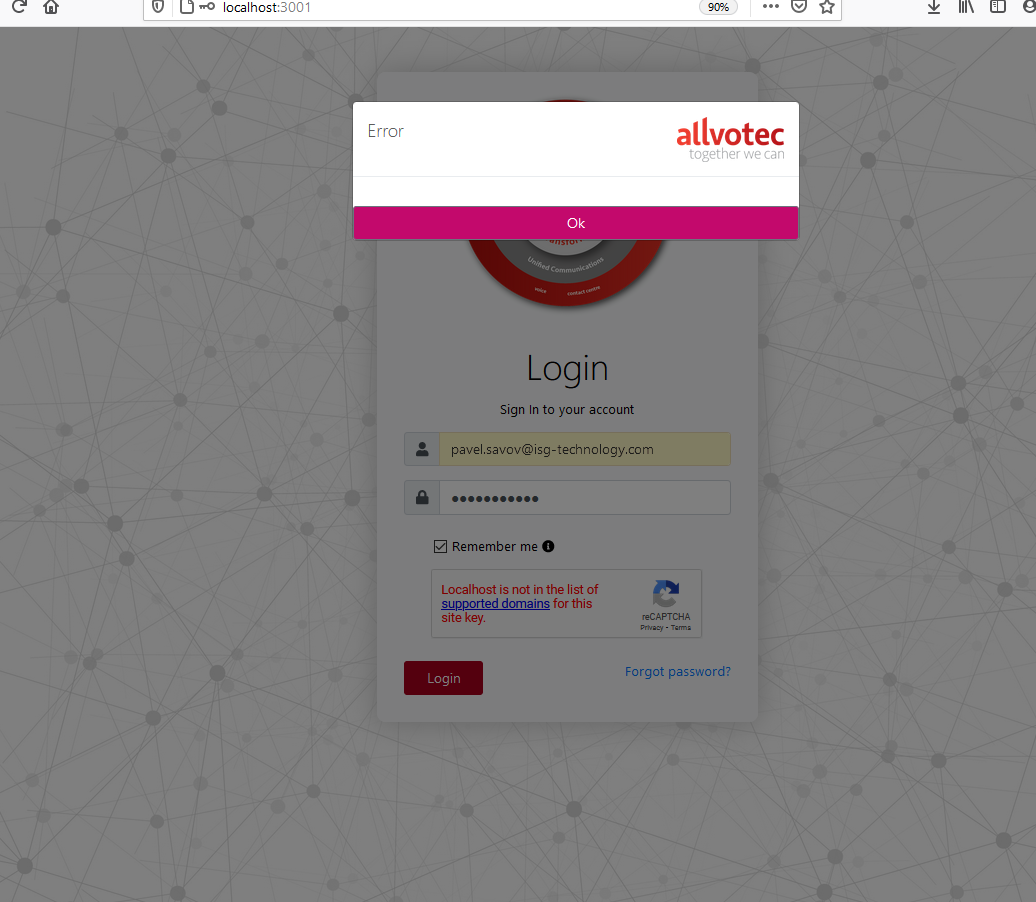 localhost:3001
90%
Error
allvotec
together we can
Ok
Unified Communications
voice
contact centre
Login
Sign In to your account
pavel.savov@isg-technology.com
Remember me
Localhost is not in the list of
supported domains for this
site key.
reCAPTCHA
Privacy - Terms
Login
Forgot password?